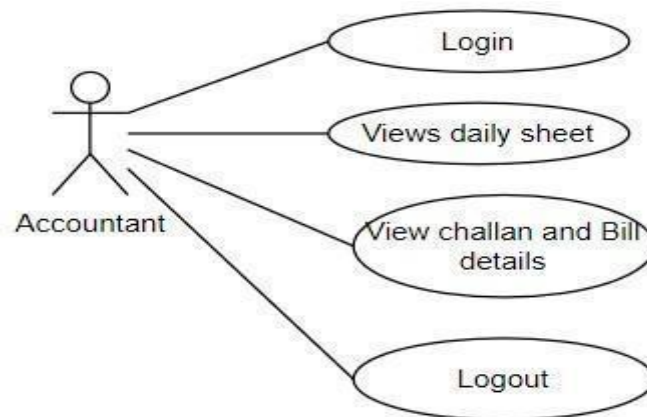 Login
Views daily sheet
Accountant
View challan and Bill
details
Logout